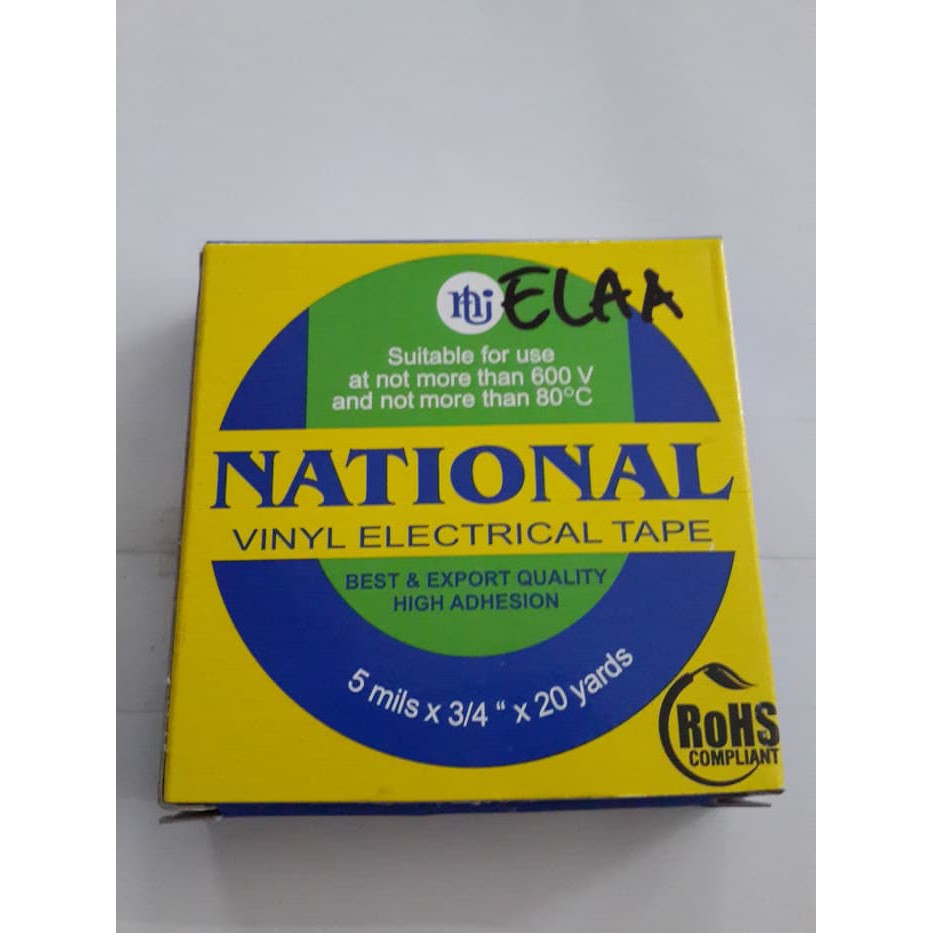 ELAA
Suitable for use
at not more than 600 V
and not more than 80°C
NATIONAL
VINYL ELECTRICAL TAPE
BEST & EXPORT QUALITY
HIGH ADHESION
5 mils x 3/4 “ x 20 yards
RoHS
COMPLIANT